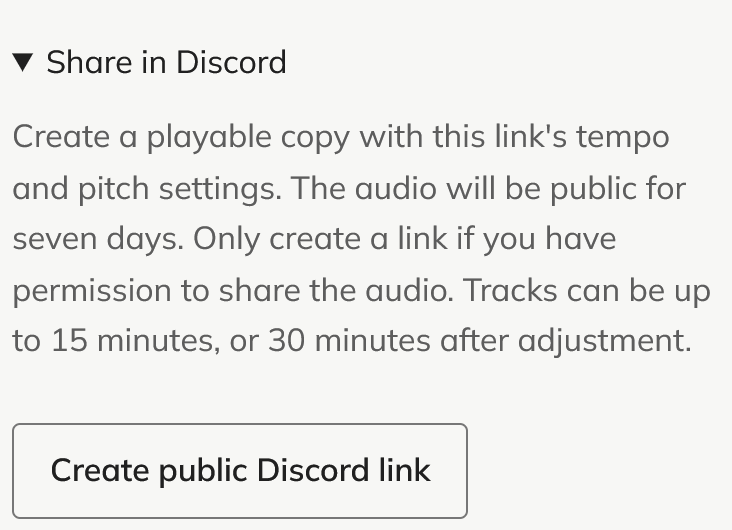 Share in Discord
Create a playable copy with this link's tempo
and pitch settings. The audio will be public for
seven days. Only create a link if you have
permission to share the audio. Tracks can be up
to 15 minutes, or 30 minutes after adjustment.
Create public Discord link